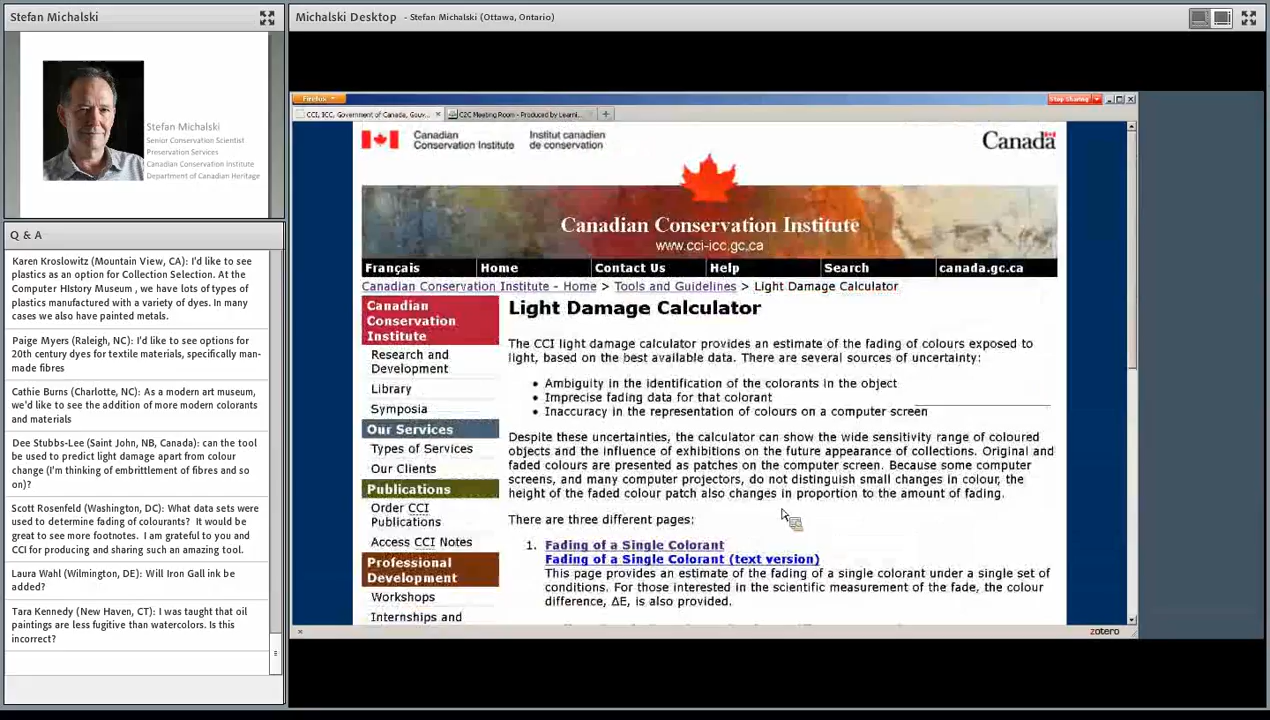 Stefan Michalski
Stefan Michalski
Senior Conservation Scientist
Preservation Services
Canadian Conservation Institute
Department of Canadian Heritage
Q & A
Karen Kroslowitz (Mountain View, CA): I'd like to see
plastics as an option for Collection Selection. At the
Computer HIstory Museum , we have lots of types of
plastics manufactured with a variety of dyes. In many
cases we also have painted metals.
Paige Myers (Raleigh, NC): I'd like to see options for
20th century dyes for textile materials, specifically man-
made fibres
Cathie Burns (Charlotte, NC): As a modern art museum,
we'd like to see the addition of more modern colorants
and materials
Dee Stubbs-Lee (Saint John, NB, Canada): can the tool
be used to predict light damage apart from colour
change (I'm thinking of embrittlement of fibres and so
on)?
Scott Rosenfeld (Washington, DC): What data sets were
used to determine fading of colourants? It would be
great to see more footnotes. I am grateful to you and
CCI for producing and sharing such an amazing tool.
Laura Wahl (Wilmington, DE): Will Iron Gall ink be
added?
Tara Kennedy (New Haven, CT): I was taught that oil
paintings are less fugitive than watercolors. Is this
incorrect?
Michalski Desktop - Stefan Michalski (Ottawa, Ontario)
Firefox
Stop sharing
CCI, ICC, Government of Canada, Gouv...
C2C Meeting Room - Produced by Learni...
Canadian Conservation Institute
Institut canadien de conservation
Canada
Canadian Conservation Institute
www.cci-icc.gc.ca
Français Home Contact Us Help Search canada.gc.ca
Canadian Conservation Institute - Home > Tools and Guidelines > Light Damage Calculator
Canadian
Conservation
Institute
Research and
Development
Library
Symposia
Our Services
Types of Services
Our Clients
Publications
Order CCI
Publications
Access CCI Notes
Professional
Development
Workshops
Internships and
Light Damage Calculator
The CCI light damage calculator provides an estimate of the fading of colours exposed to
light, based on the best available data. There are several sources of uncertainty:
• Ambiguity in the identification of the colorants in the object
• Imprecise fading data for that colorant
• Inaccuracy in the representation of colours on a computer screen
Despite these uncertainties, the calculator can show the wide sensitivity range of coloured
objects and the influence of exhibitions on the future appearance of collections. Original and
faded colours are presented as patches on the computer screen. Because some computer
screens, and many computer projectors, do not distinguish small changes in colour, the
height of the faded colour patch also changes in proportion to the amount of fading.
There are three different pages:
1. Fading of a Single Colorant
Fading of a Single Colorant (text version)
This page provides an estimate of the fading of a single colorant under a single set of
conditions. For those interested in the scientific measurement of the fade, the colour
difference, ΔE, is also provided.
zotero